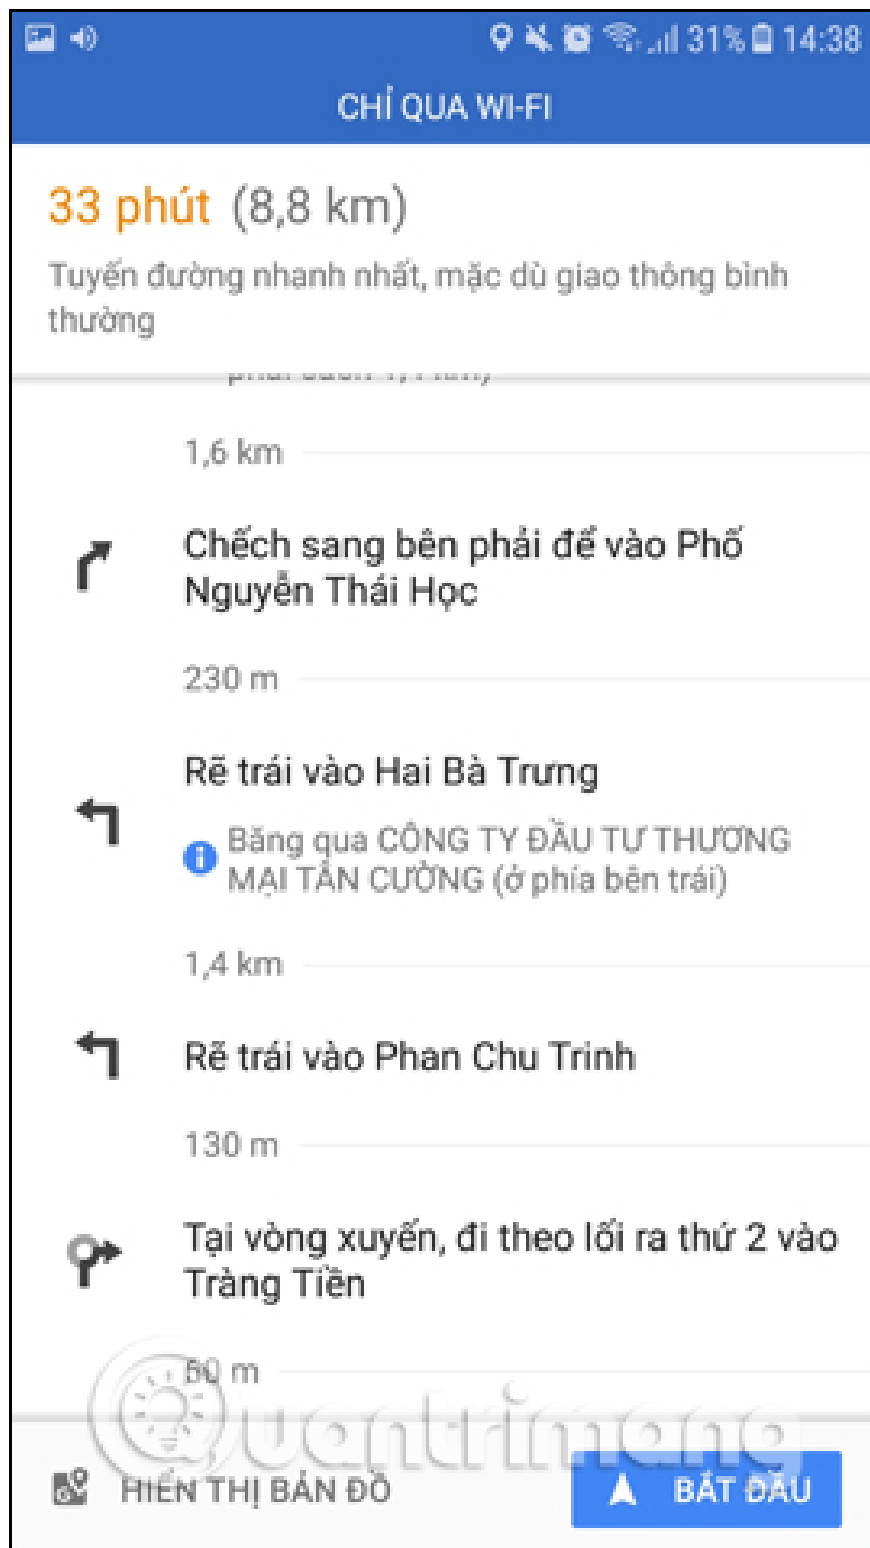 31% 14:38
CHỈ QUA WI-FI
33 phút (8,8 km)
Tuyến đường nhanh nhất, mặc dù giao thông bình
thường
1,6 km
Chếch sang bên phải để vào Phố
Nguyễn Thái Học
230 m
Rẽ trái vào Hai Bà Trưng
Băng qua CÔNG TY ĐẦU TƯ THƯƠNG
MẠI TÂN CƯỜNG (ở phía bên trái)
1,4 km
Rẽ trái vào Phan Chu Trinh
130 m
Tại vòng xuyến, đi theo lối ra thứ 2 vào
Tràng Tiền
m
Quantrimang
HIỂN THỊ BẢN ĐỒ
BẮT ĐẦU